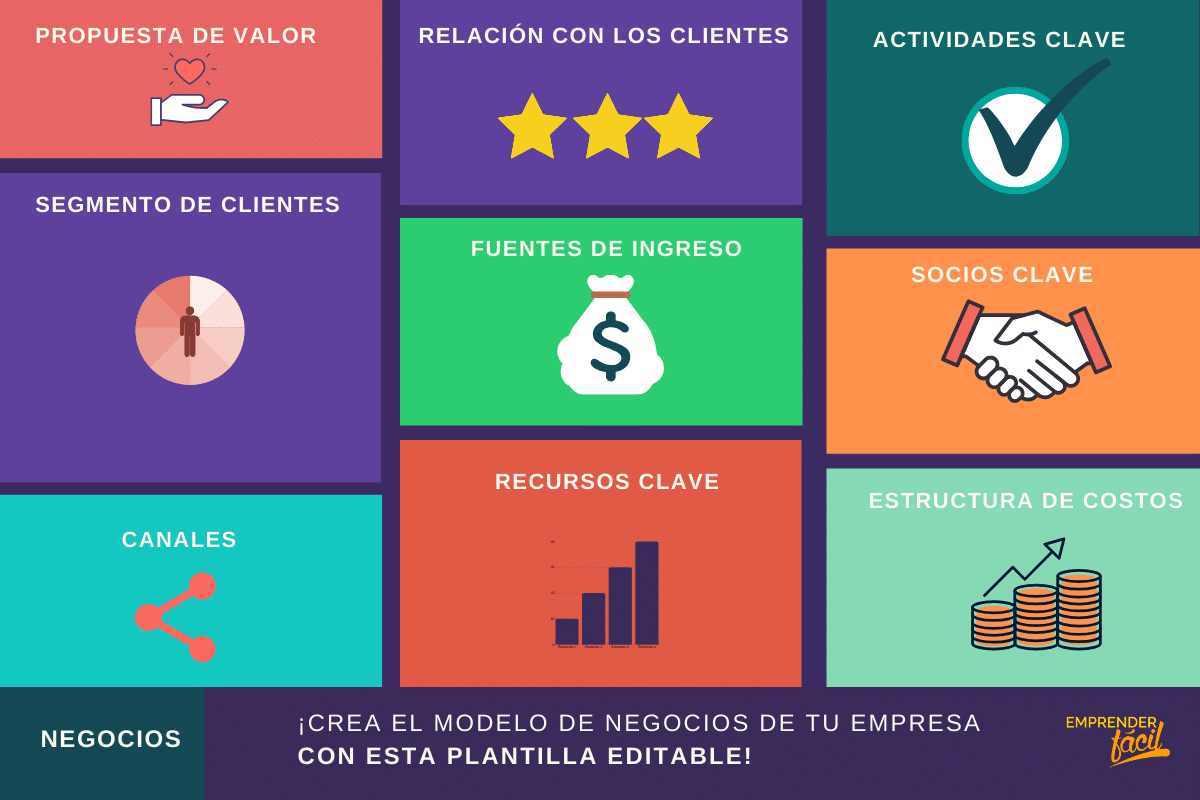 PROPUESTA DE VALOR
SEGMENTO DE CLIENTES
CANALES
RELACIÓN CON LOS CLIENTES
FUENTES DE INGRESO
$
RECURSOS CLAVE
ACTIVIDADES CLAVE
SOCIOS CLAVE
ESTRUCTURA DE COSTOS
NEGOCIOS
¡CREA EL MODELO DE NEGOCIOS DE TU EMPRESA
CON ESTA PLANTILLA EDITABLE!
EMPRENDER
fácil